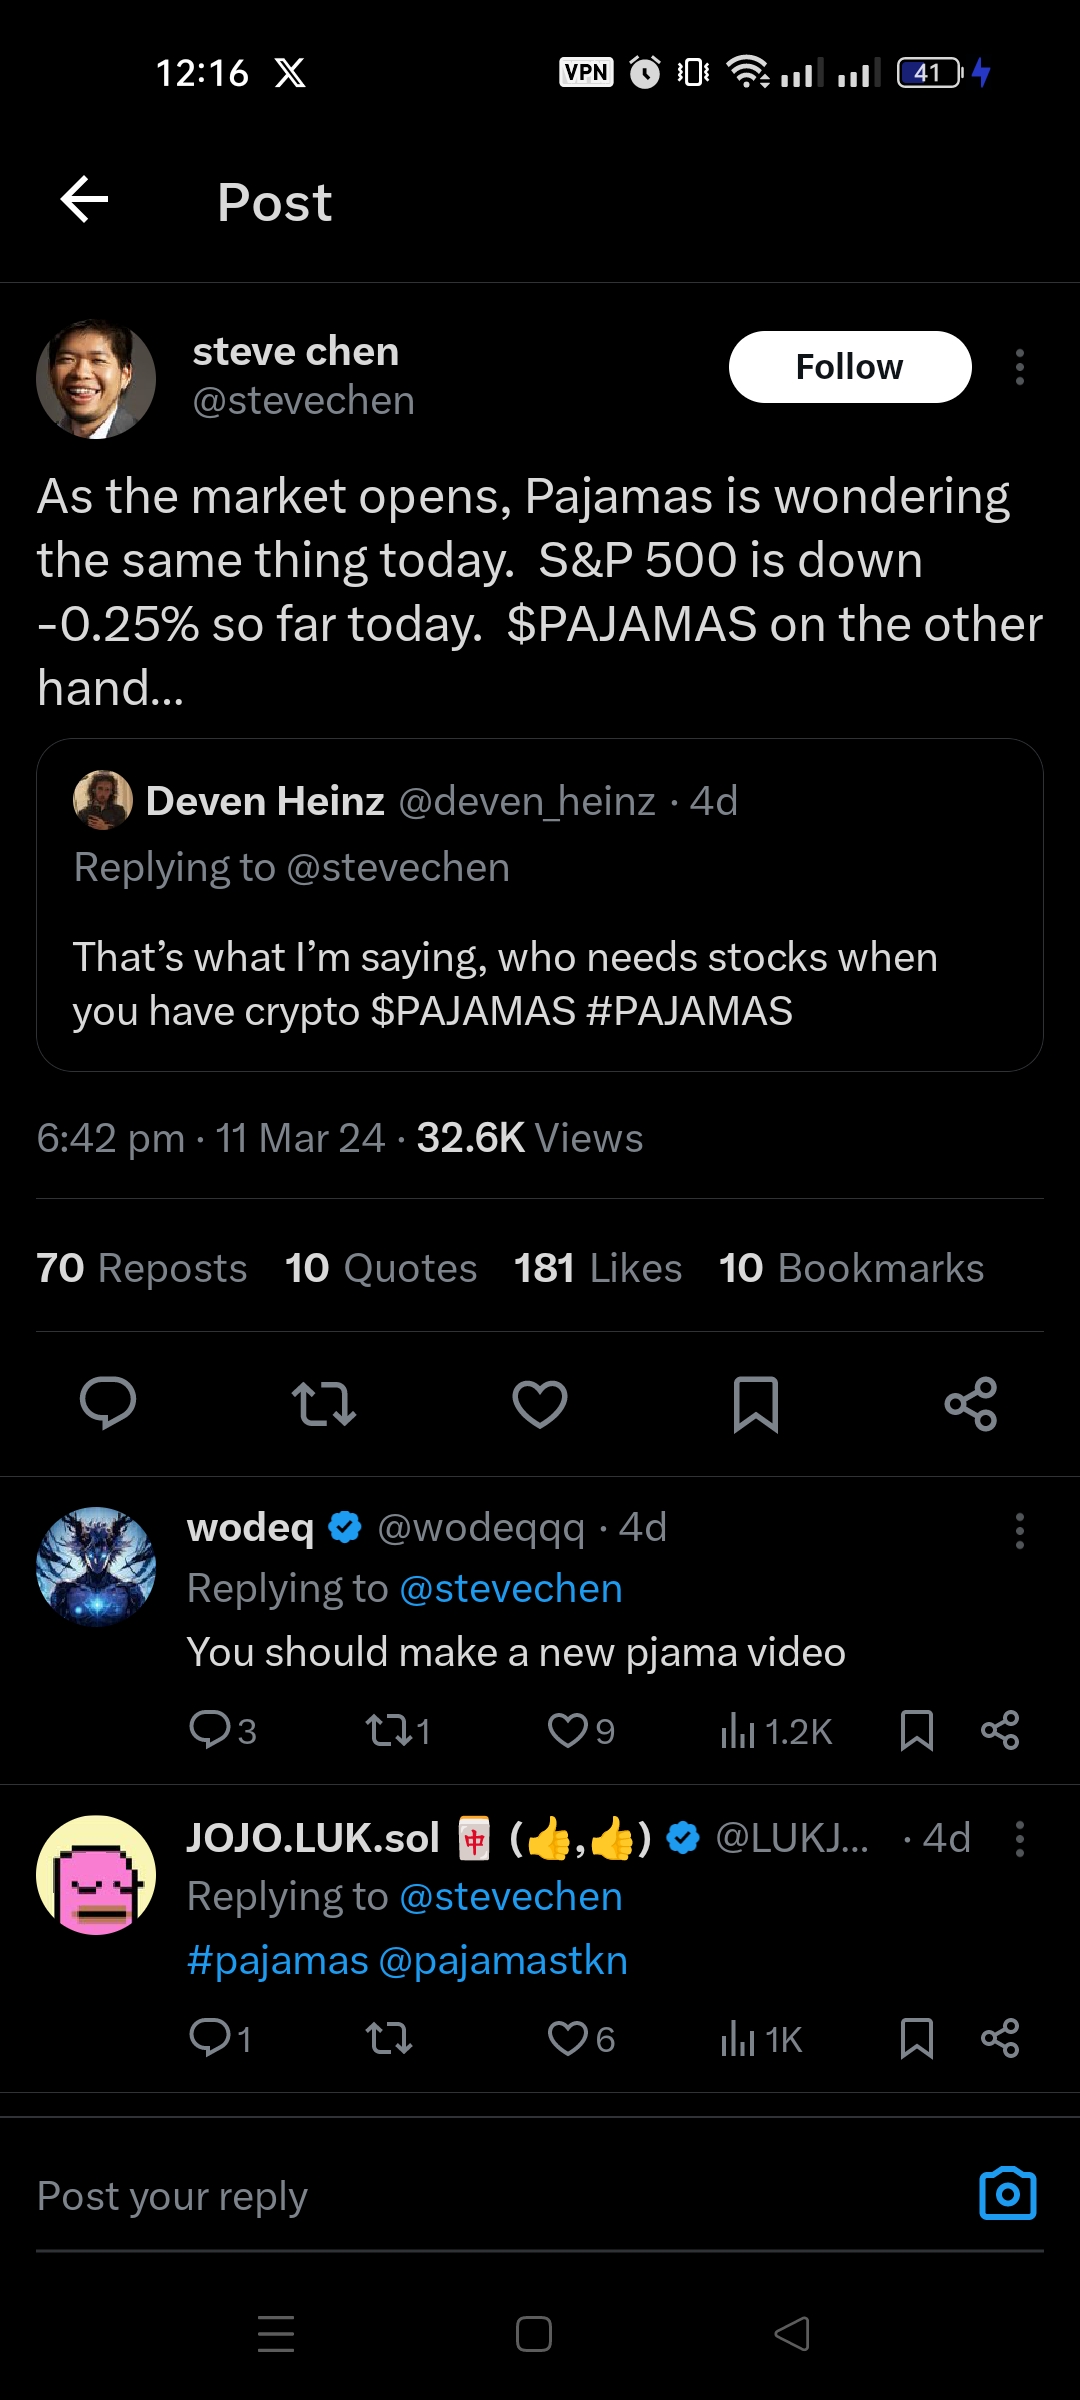 12:16 X VPN 41
Post
steve chen
@stevechen
Follow
As the market opens, Pajamas is wondering
the same thing today.  S&P 500 is down
-0.25% so far today.  $PAJAMAS on the other
hand...
Deven Heinz @deven_heinz · 4d
Replying to @stevechen
That’s what I’m saying, who needs stocks when
you have crypto $PAJAMAS #PAJAMAS
6:42 pm · 11 Mar 24 · 32.6K Views
70 Reposts 10 Quotes 181 Likes 10 Bookmarks
wodeq @wodeqqq · 4d
Replying to @stevechen
You should make a new pjama video
3 1 9 1.2K
JOJO.LUK.sol 🀄 (👍,👍) @LUKJ... · 4d
Replying to @stevechen
#pajamas @pajamastkn
1 6 1K
Post your reply